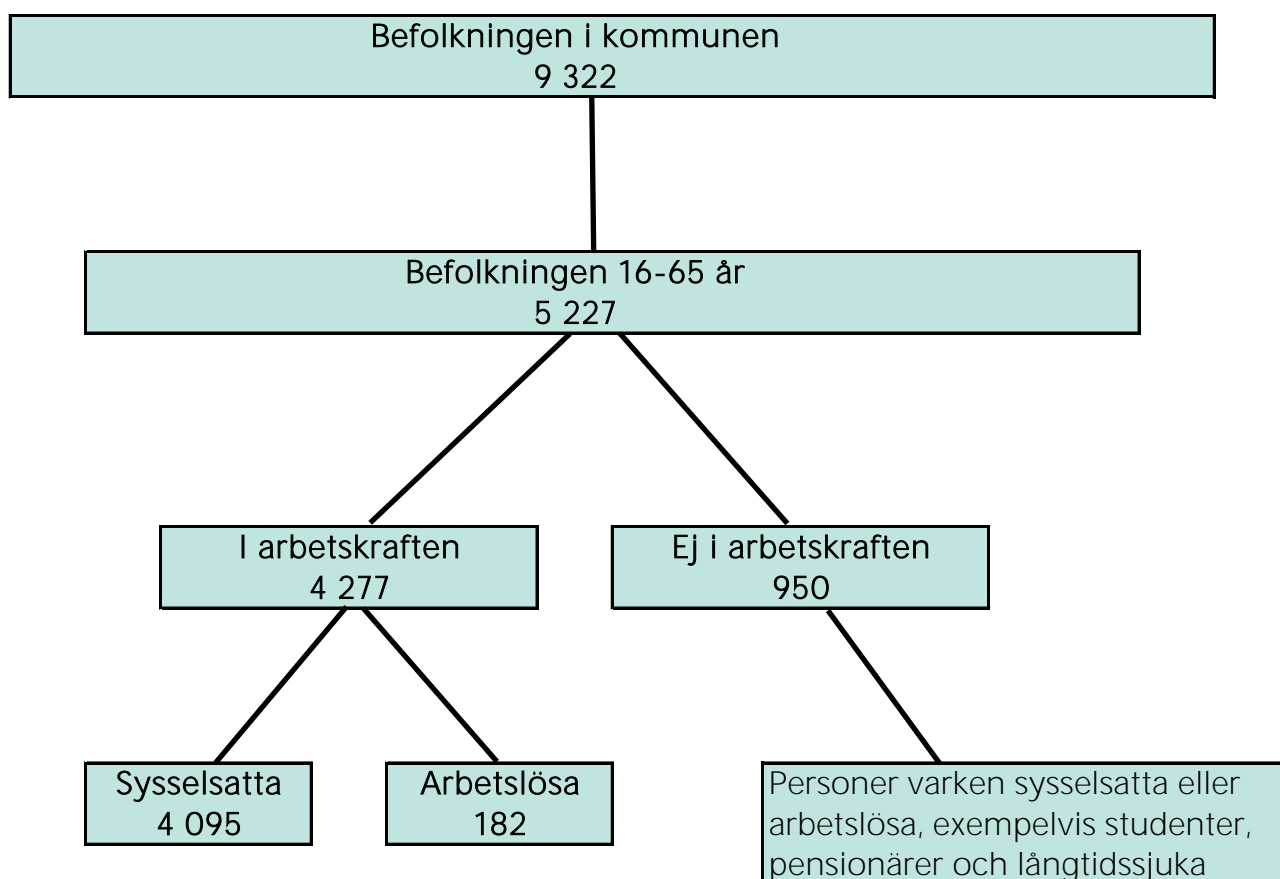 Befolkningen i kommunen
9 322
Befolkningen 16-65 år
5 227
I arbetskraften
4 277
Ej i arbetskraften
950
Sysselsatta
4 095
Arbetslösa
182
Personer varken sysselsatta eller
arbetslösa, exempelvis studenter,
pensionärer och långtidssjuka